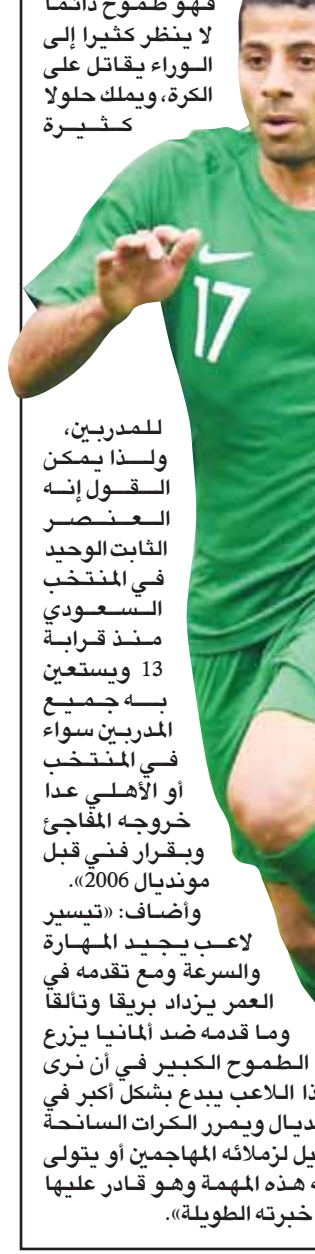 فهو طموح دائما
لا ينظر كثيرا إلى
الوراء يقاتل على
الكرة، ويملك حلولا
كثيرة
17
للمدربين،
ولذا يمكن
القول إنه
العنصر
الثابت الوحيد
في المنتخب
السعودي
منذ قرابة
13 ويستعين
به جميع
المدربين سواء
في المنتخب
أو الأهلي عدا
خروجه المفاجئ
وبقرار فني قبل
مونديال 2006».
وأضاف: «تيسير
لاعب يجيد المهارة
والسرعة ومع تقدمه في
العمر يزداد بريقا وتألقا
وما قدمه ضد ألمانيا يزرع
الطموح الكبير في أن نرى
اللاعب يبدع بشكل أكبر في
ويمرر الكرات السانحة
لزملائه المهاجمين أو يتولى
هذه المهمة وهو قادر عليها
خبرته الطويلة».